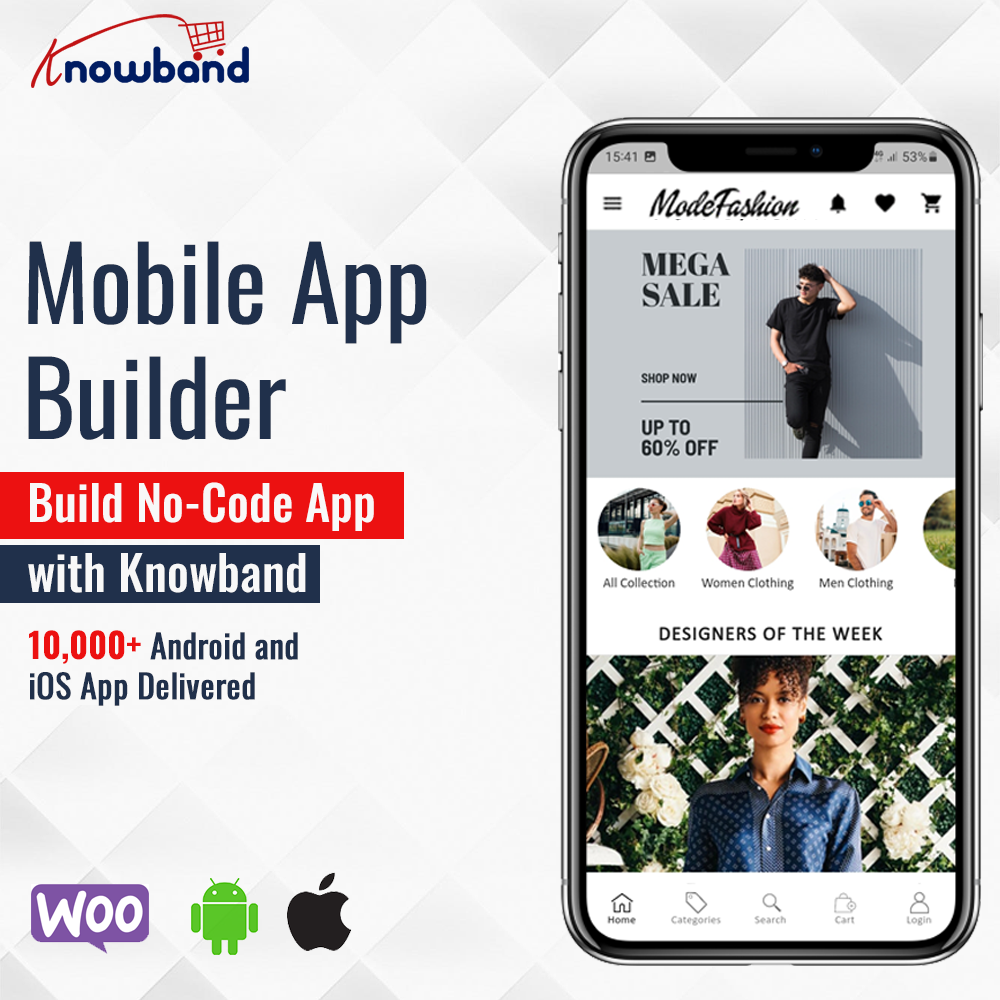 Knowband
Mobile App
Builder
Build No-Code App
with Knowband
10,000+ Android and
iOS App Delivered
Woo
15:41
4G 53%
ModeFashion
MEGA
SALE
SHOP NOW
UP TO
60% OFF
All Collection Women Clothing Men Clothing
DESIGNERS OF THE WEEK
Home Categories Search Cart Login